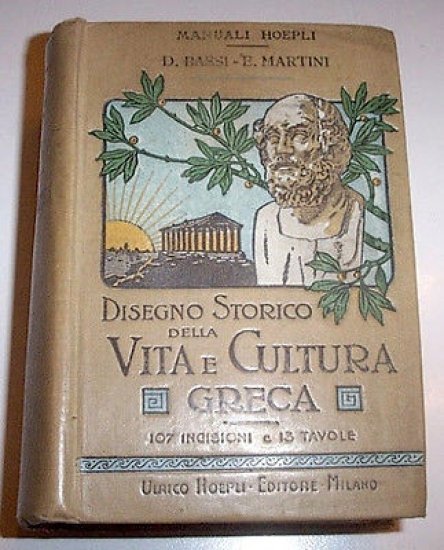 MANUALI HOEPLI
D. BASSI - E. MARTINI
DISEGNO STORICO
DELLA
VITA E CULTURA
GRECA
107 INCISIONI e 13 TAVOLE
ULRICO HOEPLI - EDITORE - MILANO